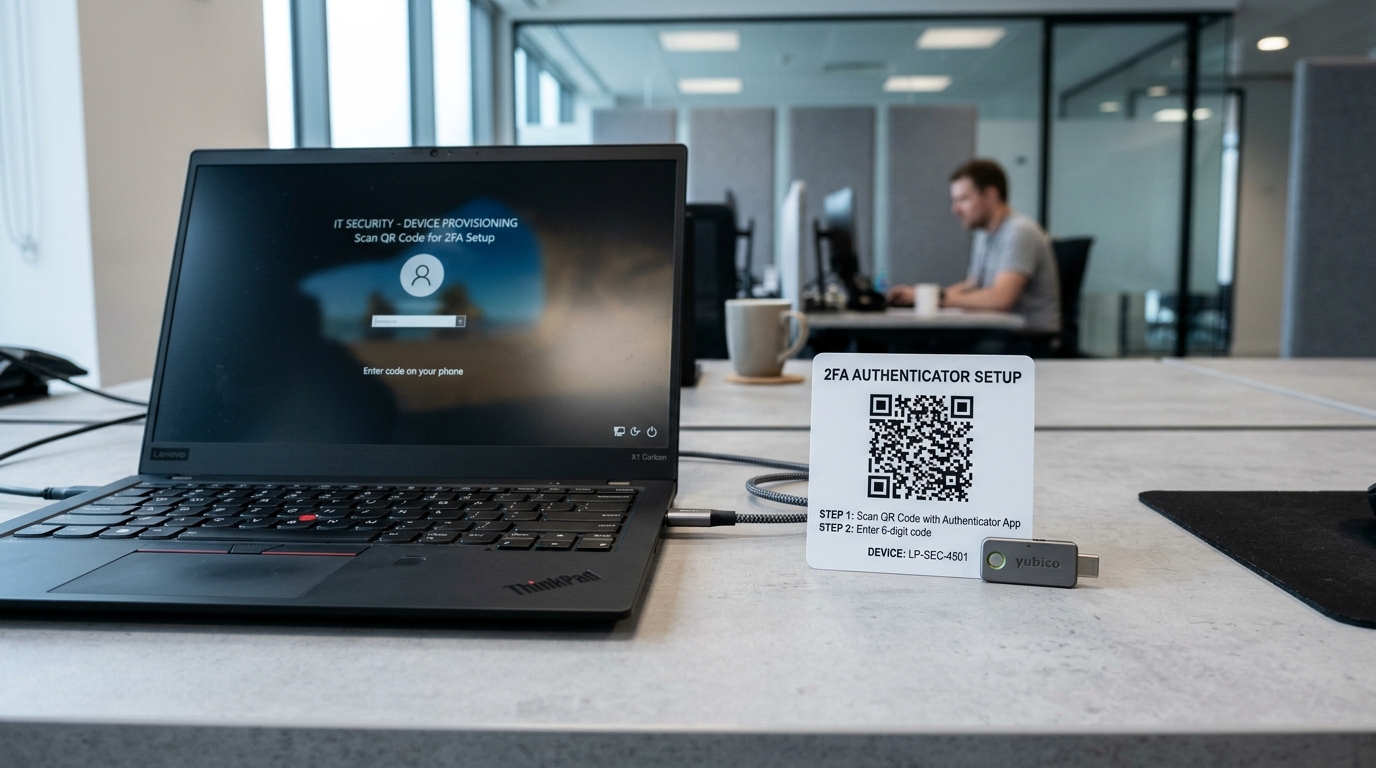 IT SECURITY - DEVICE PROVISIONING
Scan QR Code for 2FA Setup
Enter code on your phone
Lenovo
X1 Carbon
ThinkPad
2FA AUTHENTICATOR SETUP
STEP 1: Scan QR Code with Authenticator App
STEP 2: Enter 6-digit code
DEVICE: LP-SEC-4501
yubico